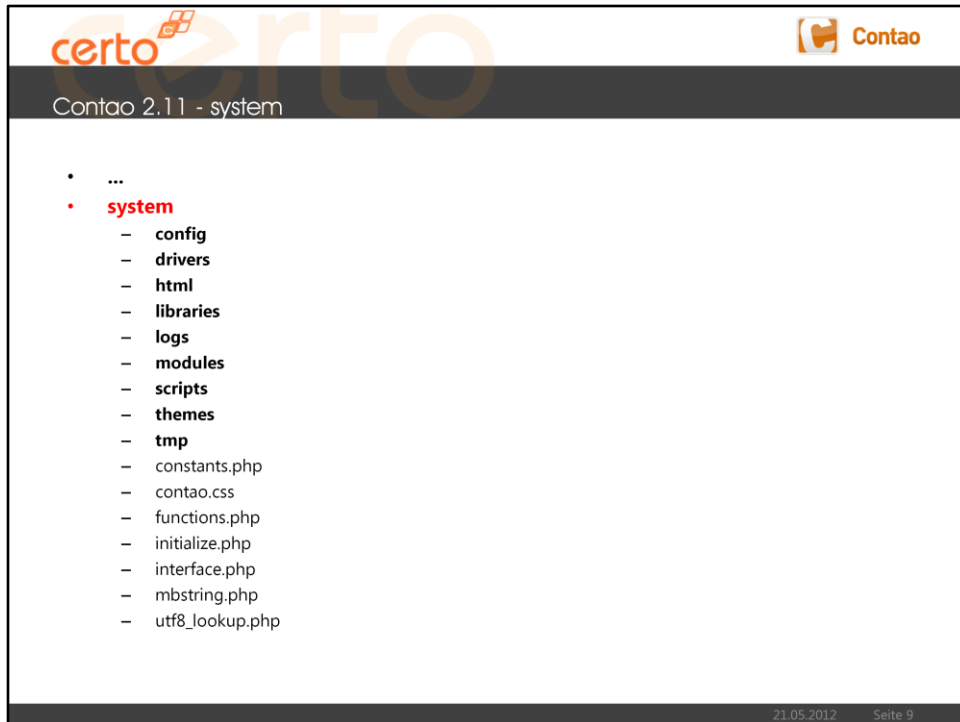 certo
Contao
Contao 2.11 - system
• ...
• system
– config
– drivers
– html
– libraries
– logs
– modules
– scripts
– themes
– tmp
– constants.php
– contao.css
– functions.php
– initialize.php
– interface.php
– mbstring.php
– utf8_lookup.php
21.05.2012 Seite 9